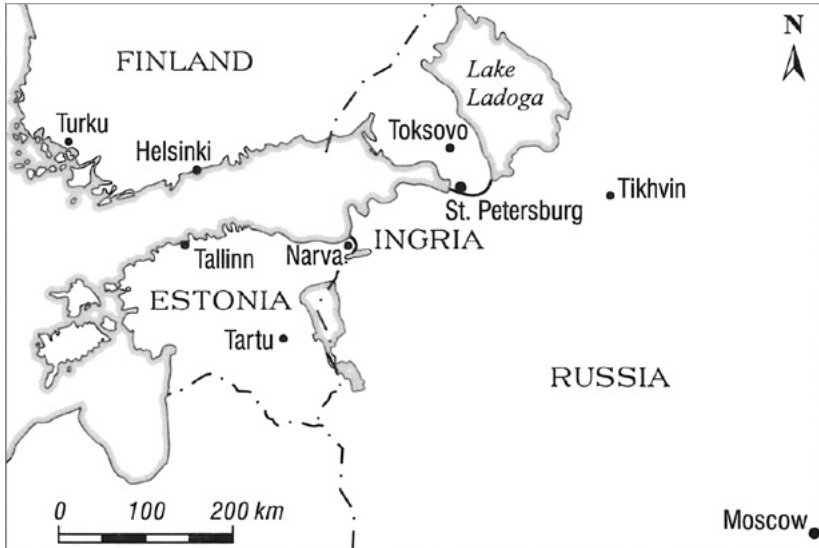 N
FINLAND
Lake
Ladoga
Turku
Toksovo
Helsinki
Tikhvin
St. Petersburg
INGRIA
Tallinn
Narva
ESTONIA
Tartu
RUSSIA
0 100 200 km
Moscow